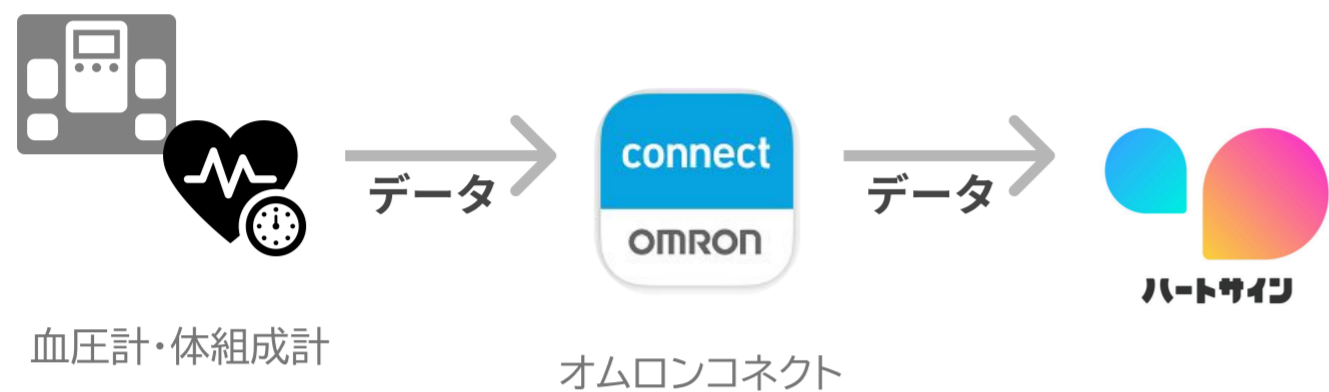 データ
connect
OMRON
データ
ハートサイン
血圧計・体組成計
オムロンコネクト